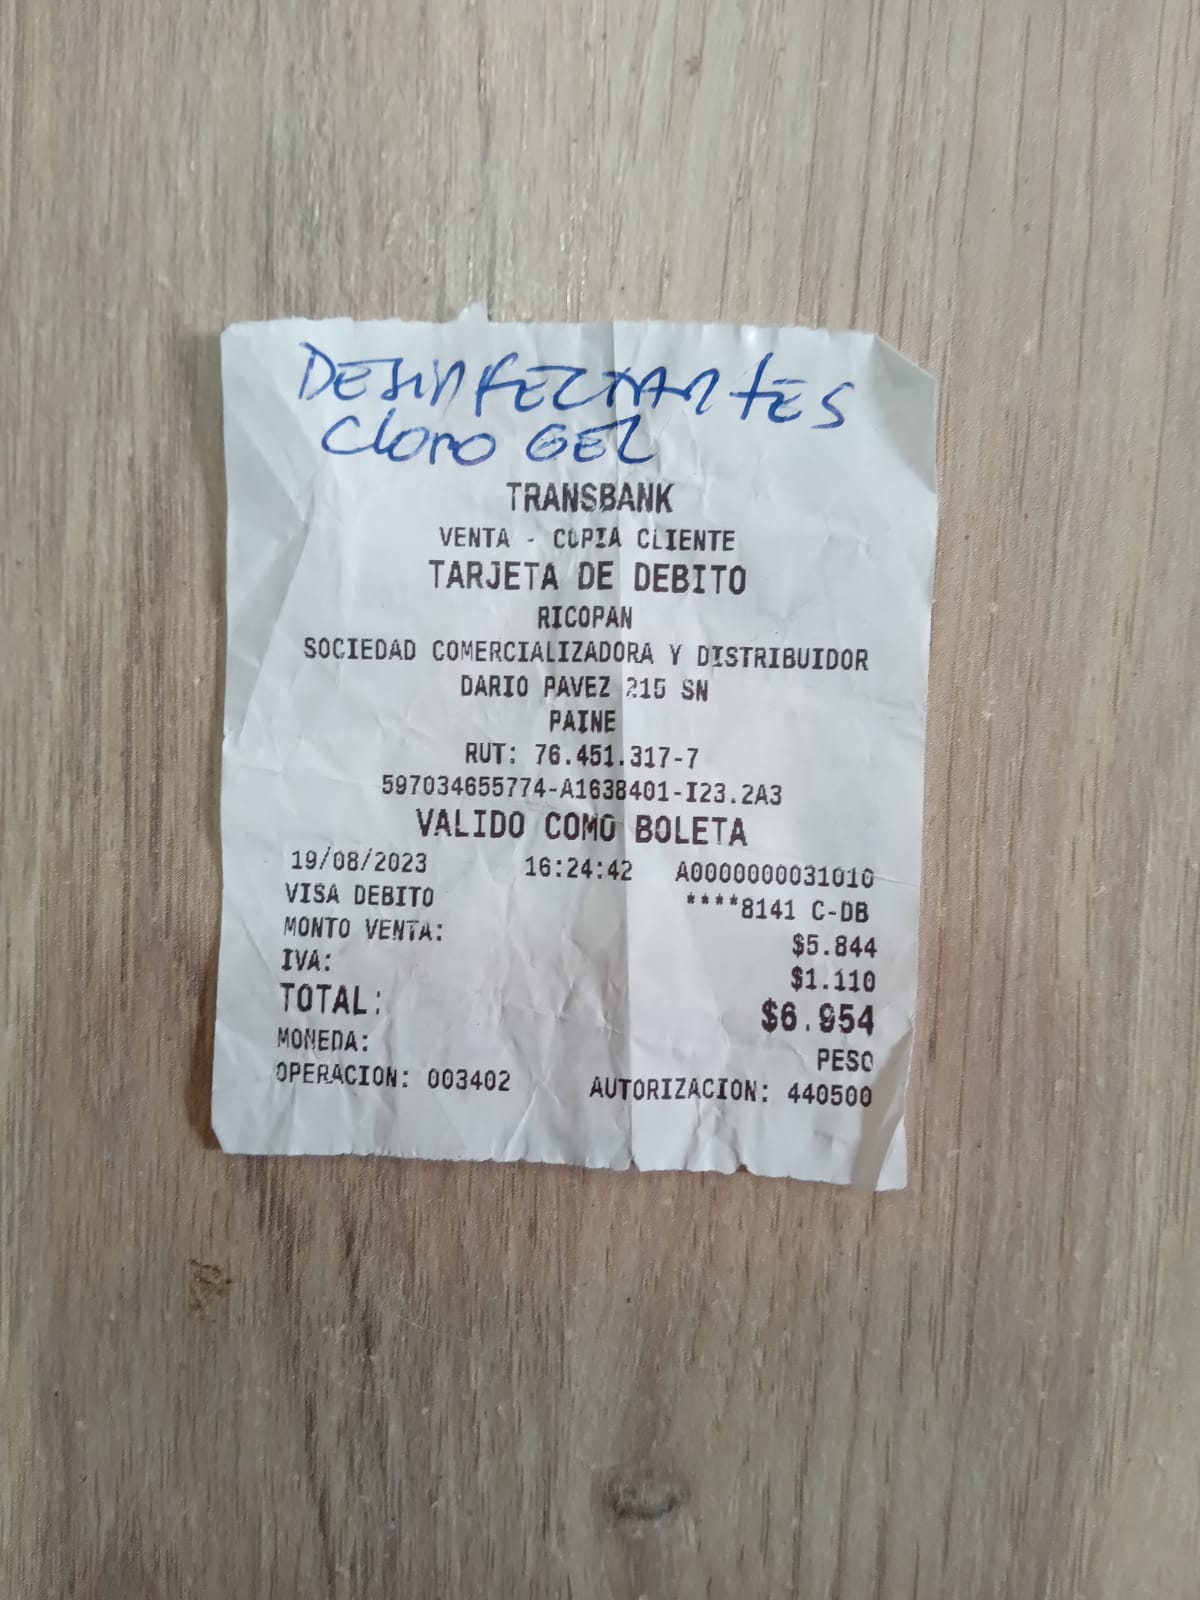 DESINFECTANTES
Cloro GEL
TRANSBANK
VENTA - COPIA CLIENTE
TARJETA DE DEBITO
RICOPAN
SOCIEDAD COMERCIALIZADORA Y DISTRIBUIDOR
DARIO PAVEZ 215 SN
PAINE
RUT: 76.451.317-7
597034655774-A1638401-I23.2A3
VALIDO COMO BOLETA
19/08/2023 16:24:42 A0000000031010
VISA DEBITO ****8141 C-DB
MONTO VENTA: $5.844
IVA: $1.110
TOTAL: $6.954
MONEDA: PESO
OPERACION: 003402 AUTORIZACION: 440500